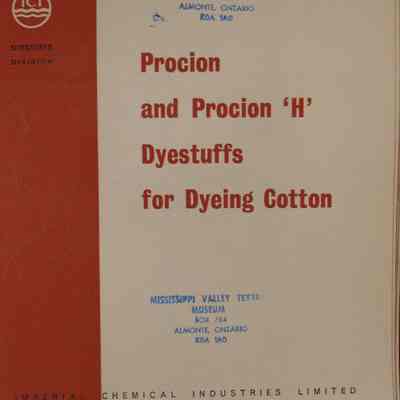 ICI
ALMONTE, ONTARIO
K0A 1A0
DYESTUFFS
DIVISION
Procion
and Procion ‘H’
Dyestuffs
for Dyeing Cotton
MISSISSIPPI VALLEY TEXTILE
MUSEUM
BOX 784
ALMONTE, ONTARIO
K0A 1A0
IMPERIAL CHEMICAL INDUSTRIES LIMITED